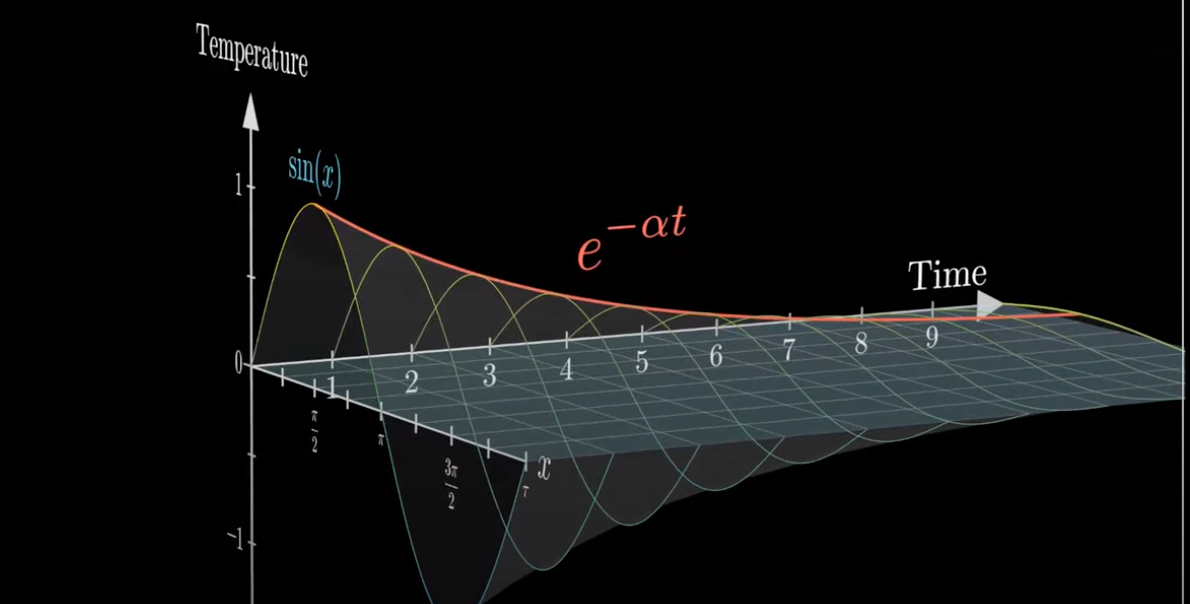 Temperature
1
sin(x)
e^{-αt}
Time
0
1 2 3 4 5 6 7 8 9
π/2
π
3π/2
x
-1